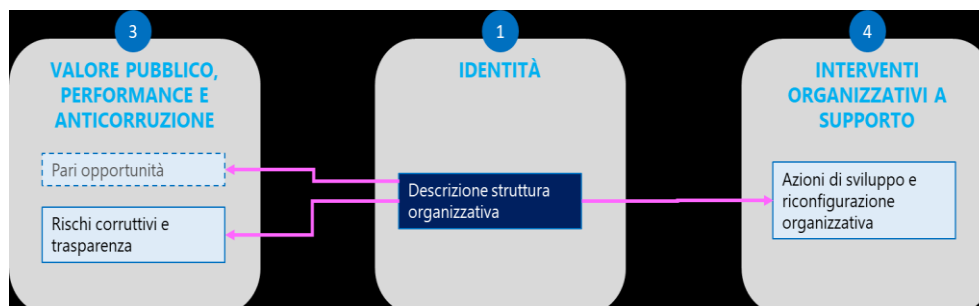 3
VALORE PUBBLICO,
PERFORMANCE E
ANTICORRUZIONE
Pari opportunità
Rischi corruttivi e
trasparenza
1
IDENTITÀ
Descrizione struttura
organizzativa
4
INTERVENTI
ORGANIZZATIVI A
SUPPORTO
Azioni di sviluppo e
riconfigurazione
organizzativa